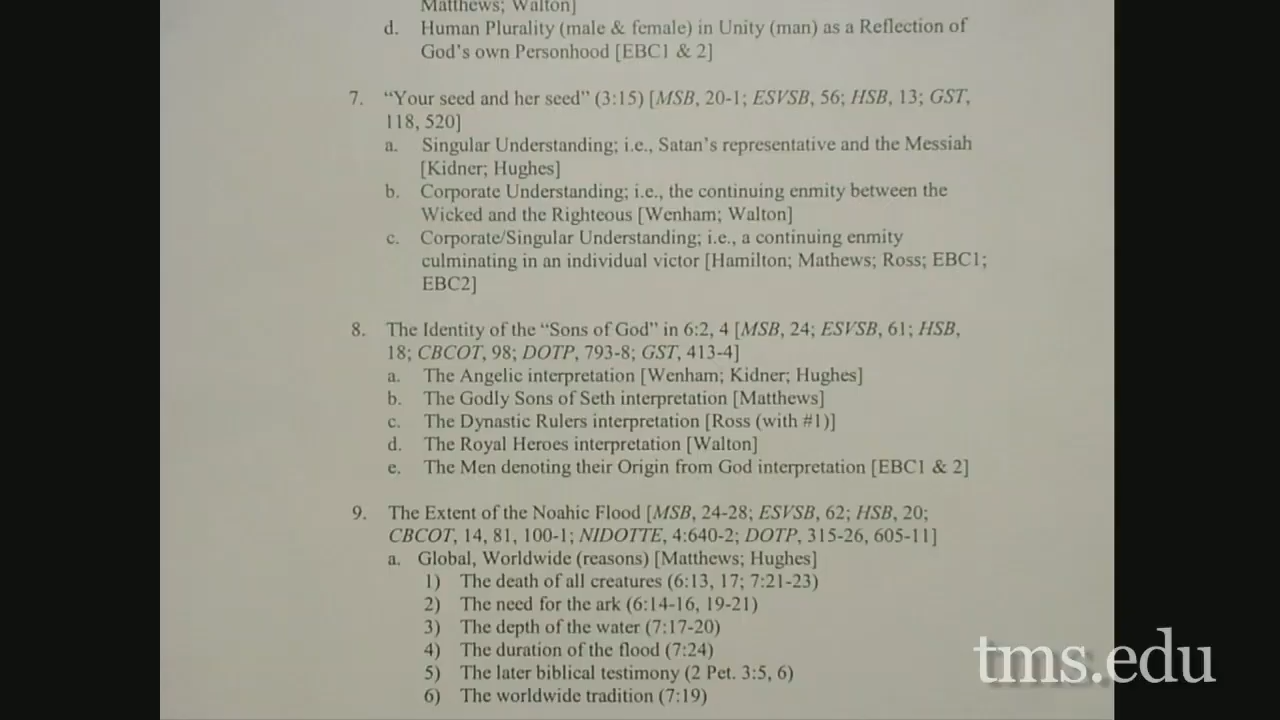 Matthews; Walton]
d. Human Plurality (male & female) in Unity (man) as a Reflection of
God's own Personhood [EBC1 & 2]
7. “Your seed and her seed” (3:15) [MSB, 20-1; ESVSB, 56; HSB, 13; GST,
118, 520]
a. Singular Understanding; i.e., Satan's representative and the Messiah
[Kidner; Hughes]
b. Corporate Understanding; i.e., the continuing enmity between the
Wicked and the Righteous [Wenham; Walton]
c. Corporate/Singular Understanding; i.e., a continuing enmity
culminating in an individual victor [Hamilton; Mathews; Ross; EBC1;
EBC2]
8. The Identity of the “Sons of God” in 6:2, 4 [MSB, 24; ESVSB, 61; HSB,
18; CBCOT, 98; DOTP, 793-8; GST, 413-4]
a. The Angelic interpretation [Wenham; Kidner; Hughes]
b. The Godly Sons of Seth interpretation [Matthews]
c. The Dynastic Rulers interpretation [Ross (with #1)]
d. The Royal Heroes interpretation [Walton]
e. The Men denoting their Origin from God interpretation [EBC1 & 2]
9. The Extent of the Noahic Flood [MSB, 24-28; ESVSB, 62; HSB, 20;
CBCOT, 14, 81, 100-1; NIDOTTE, 4:640-2; DOTP, 315-26, 605-11]
a. Global, Worldwide (reasons) [Matthews; Hughes]
1) The death of all creatures (6:13, 17; 7:21-23)
2) The need for the ark (6:14-16, 19-21)
3) The depth of the water (7:17-20)
4) The duration of the flood (7:24)
5) The later biblical testimony (2 Pet. 3:5, 6)
6) The worldwide tradition (7:19)
tms.edu